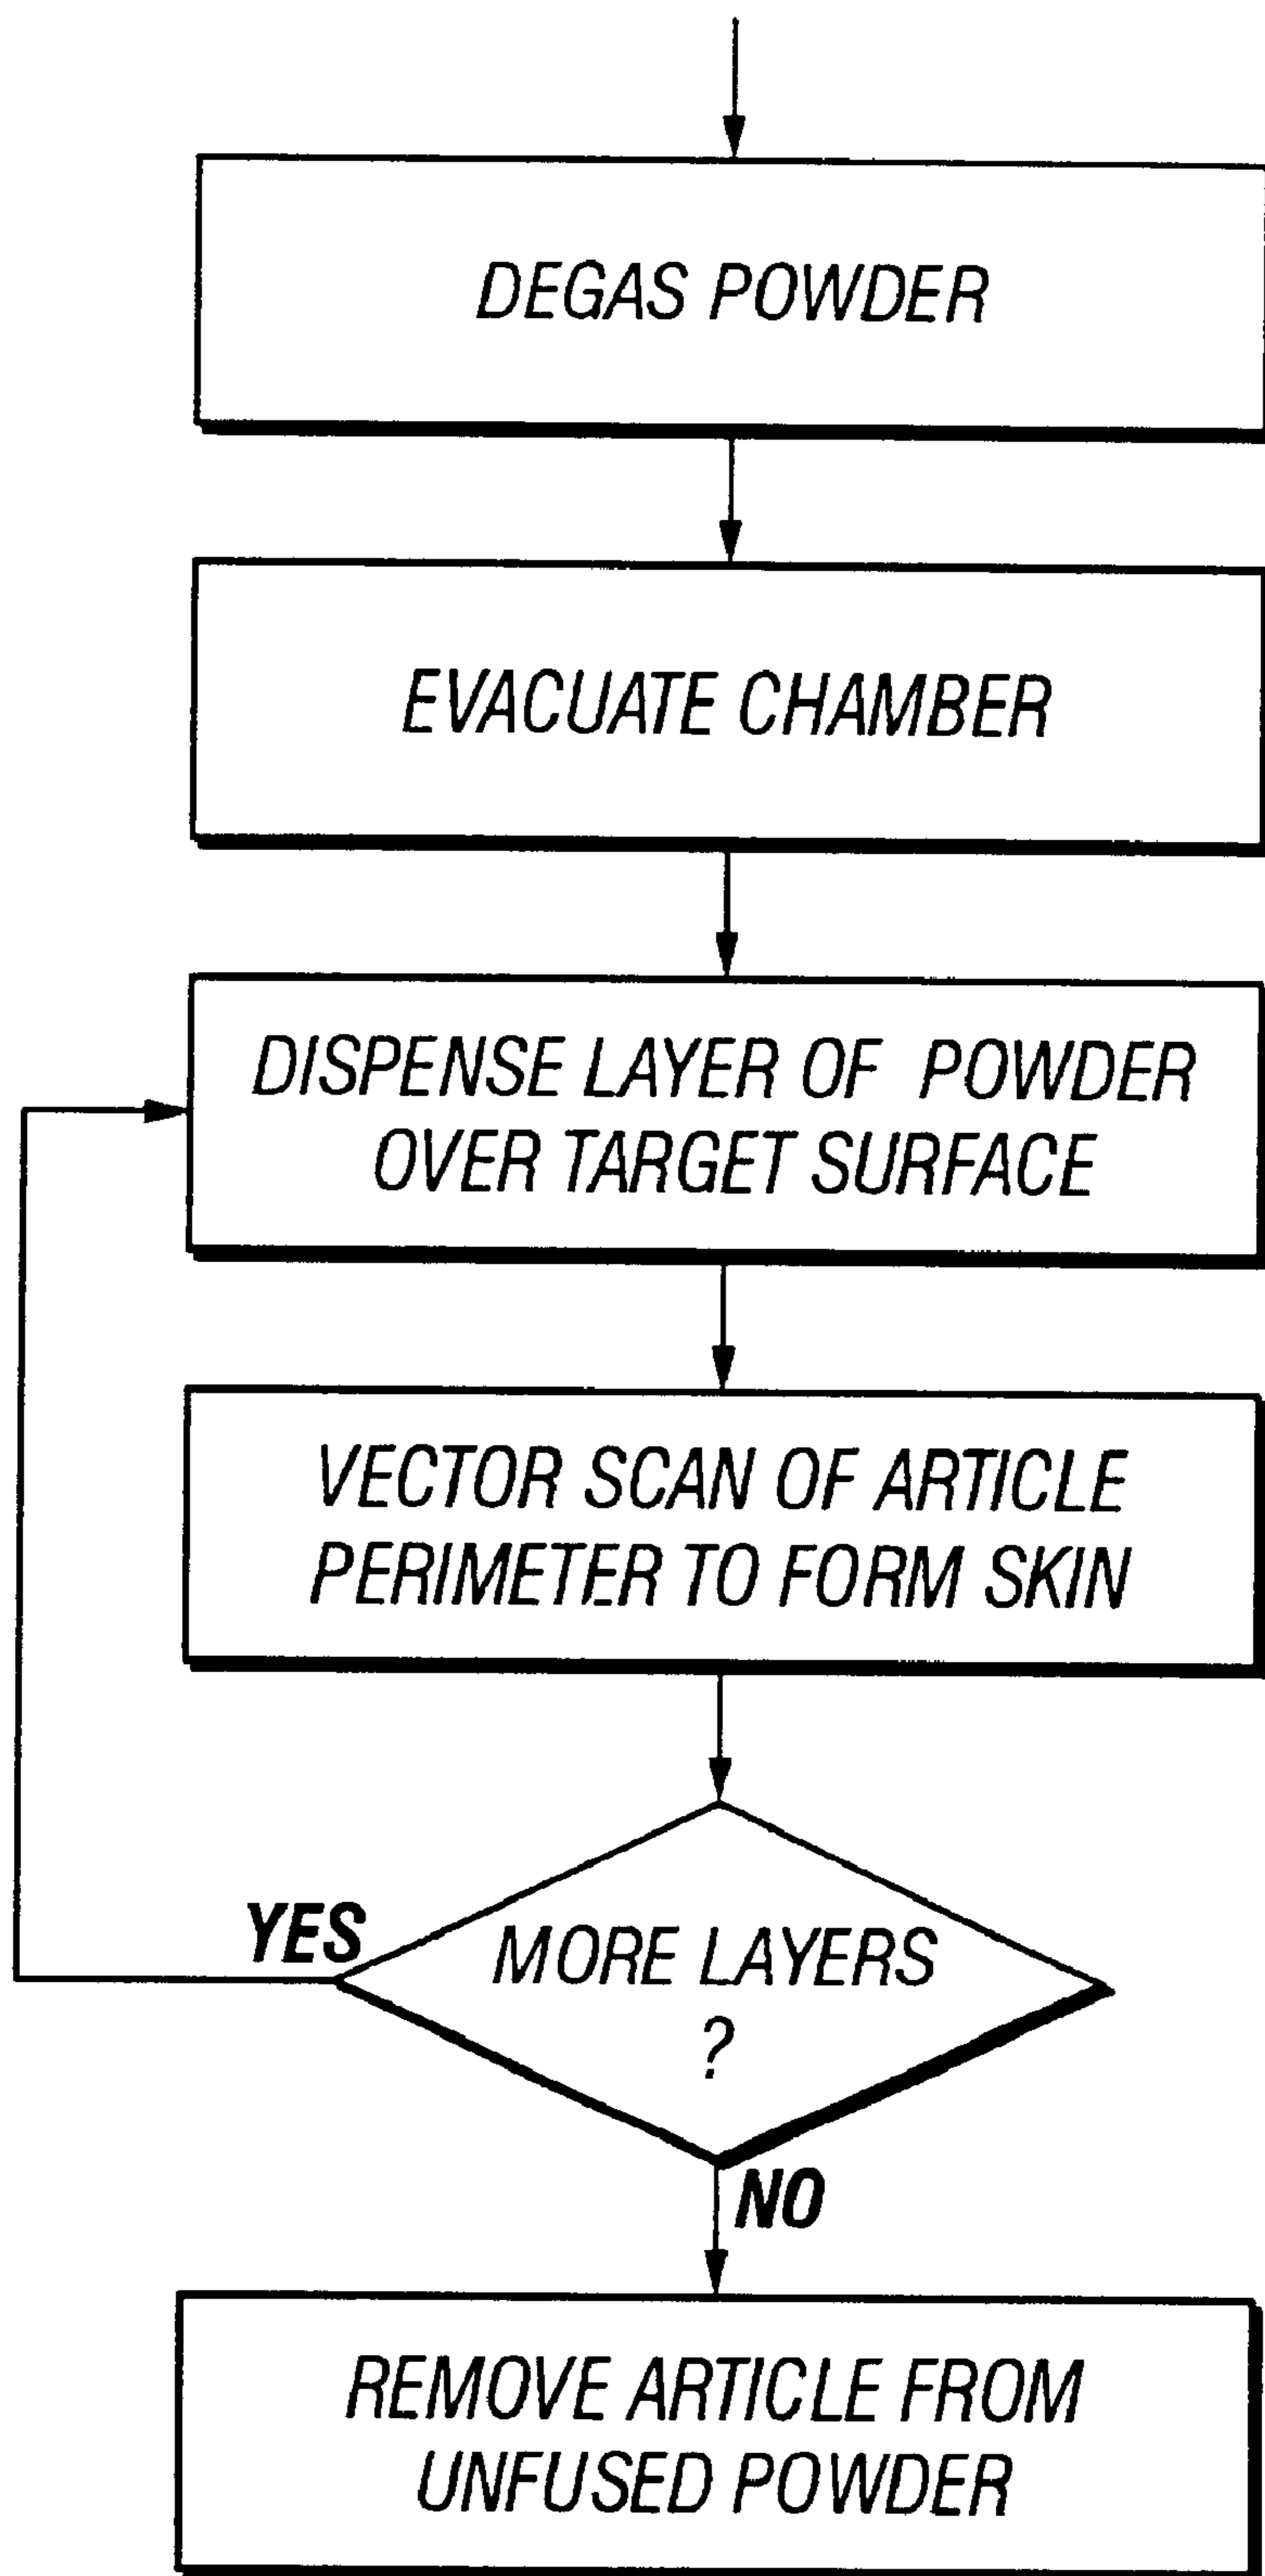 DEGAS POWDER
EVACUATE CHAMBER
DISPENSE LAYER OF POWDER
OVER TARGET SURFACE
VECTOR SCAN OF ARTICLE
PERIMETER TO FORM SKIN
YES
MORE LAYERS
?
NO
REMOVE ARTICLE FROM
UNFUSED POWDER